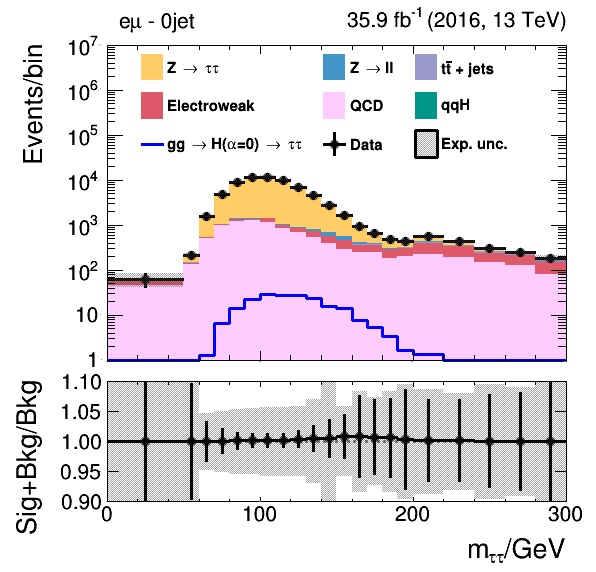 eμ - 0jet 35.9 fb⁻¹ (2016, 13 TeV)
Events/bin
10⁷
10⁶
10⁵
10⁴
10³
10²
10
1
Z → ττ Z → ll tt̄ + jets
Electroweak QCD qqH
gg → H(α=0) → ττ Data Exp. unc.
Sig+Bkg/Bkg
1.10
1.05
1.00
0.95
0.90
0 100 200 300
m_ττ/GeV